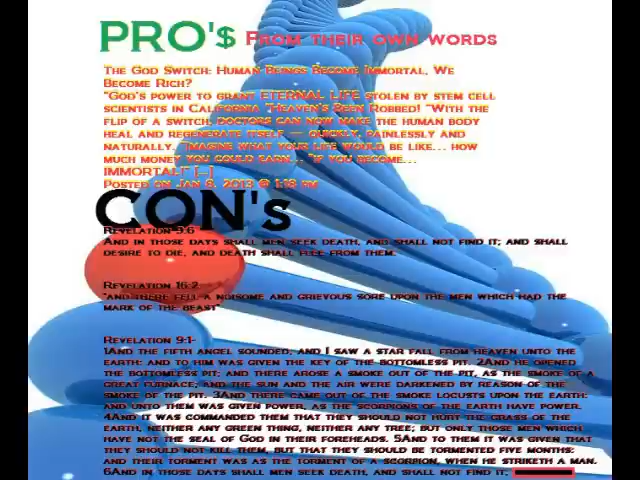 PRO'$ From their own words
The God Switch: Human Beings Become Immortal, We
Become Rich?
"God's power to grant ETERNAL LIFE stolen by stem cell
scientists in California "Heaven's Been Robbed! "With the
flip of a switch, doctors can now make the human body
heal and regenerate itself — quickly, painlessly and
naturally. "Imagine what your life would be like... how
much money you could earn... "if you become...
IMMORTAL!" [...]
Posted on Jan 8, 2013 @ 1:18 pm
CON's
Revelation 9:6
And in those days shall men seek death, and shall not find it; and shall
desire to die, and death shall flee from them.
Revelation 16:2
"and there fell a noisome and grievous sore upon the men which had the
mark of the beast"
Revelation 9:1-
1And the fifth angel sounded, and I saw a star fall from heaven unto the
earth: and to him was given the key of the bottomless pit. 2And he opened
the bottomless pit; and there arose a smoke out of the pit, as the smoke of a
great furnace; and the sun and the air were darkened by reason of the
smoke of the pit. 3And there came out of the smoke locusts upon the earth:
and unto them was given power, as the scorpions of the earth have power.
4And it was commanded them that they should not hurt the grass of the
earth, neither any green thing, neither any tree; but only those men which
have not the seal of God in their foreheads. 5And to them it was given that
they should not kill them, but that they should be tormented five months:
and their torment was as the torment of a scorpion, when he striketh a man.
6And in those days shall men seek death, and shall not find it;